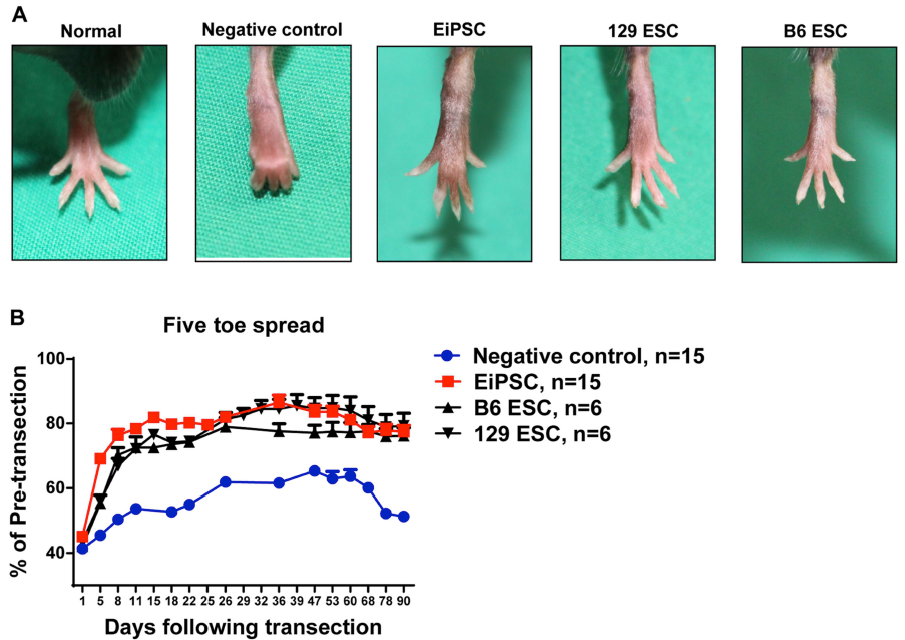 A
Normal
Negative control
EiPSC
129 ESC
B6 ESC
B
Five toe spread
% of Pre-transection
100
80
60
40
1 5 8 11 15 18 22 25 26 29 32 36 39 47 53 60 68 78 90
Days following transection
Negative control, n=15
EiPSC, n=15
B6 ESC, n=6
129 ESC, n=6